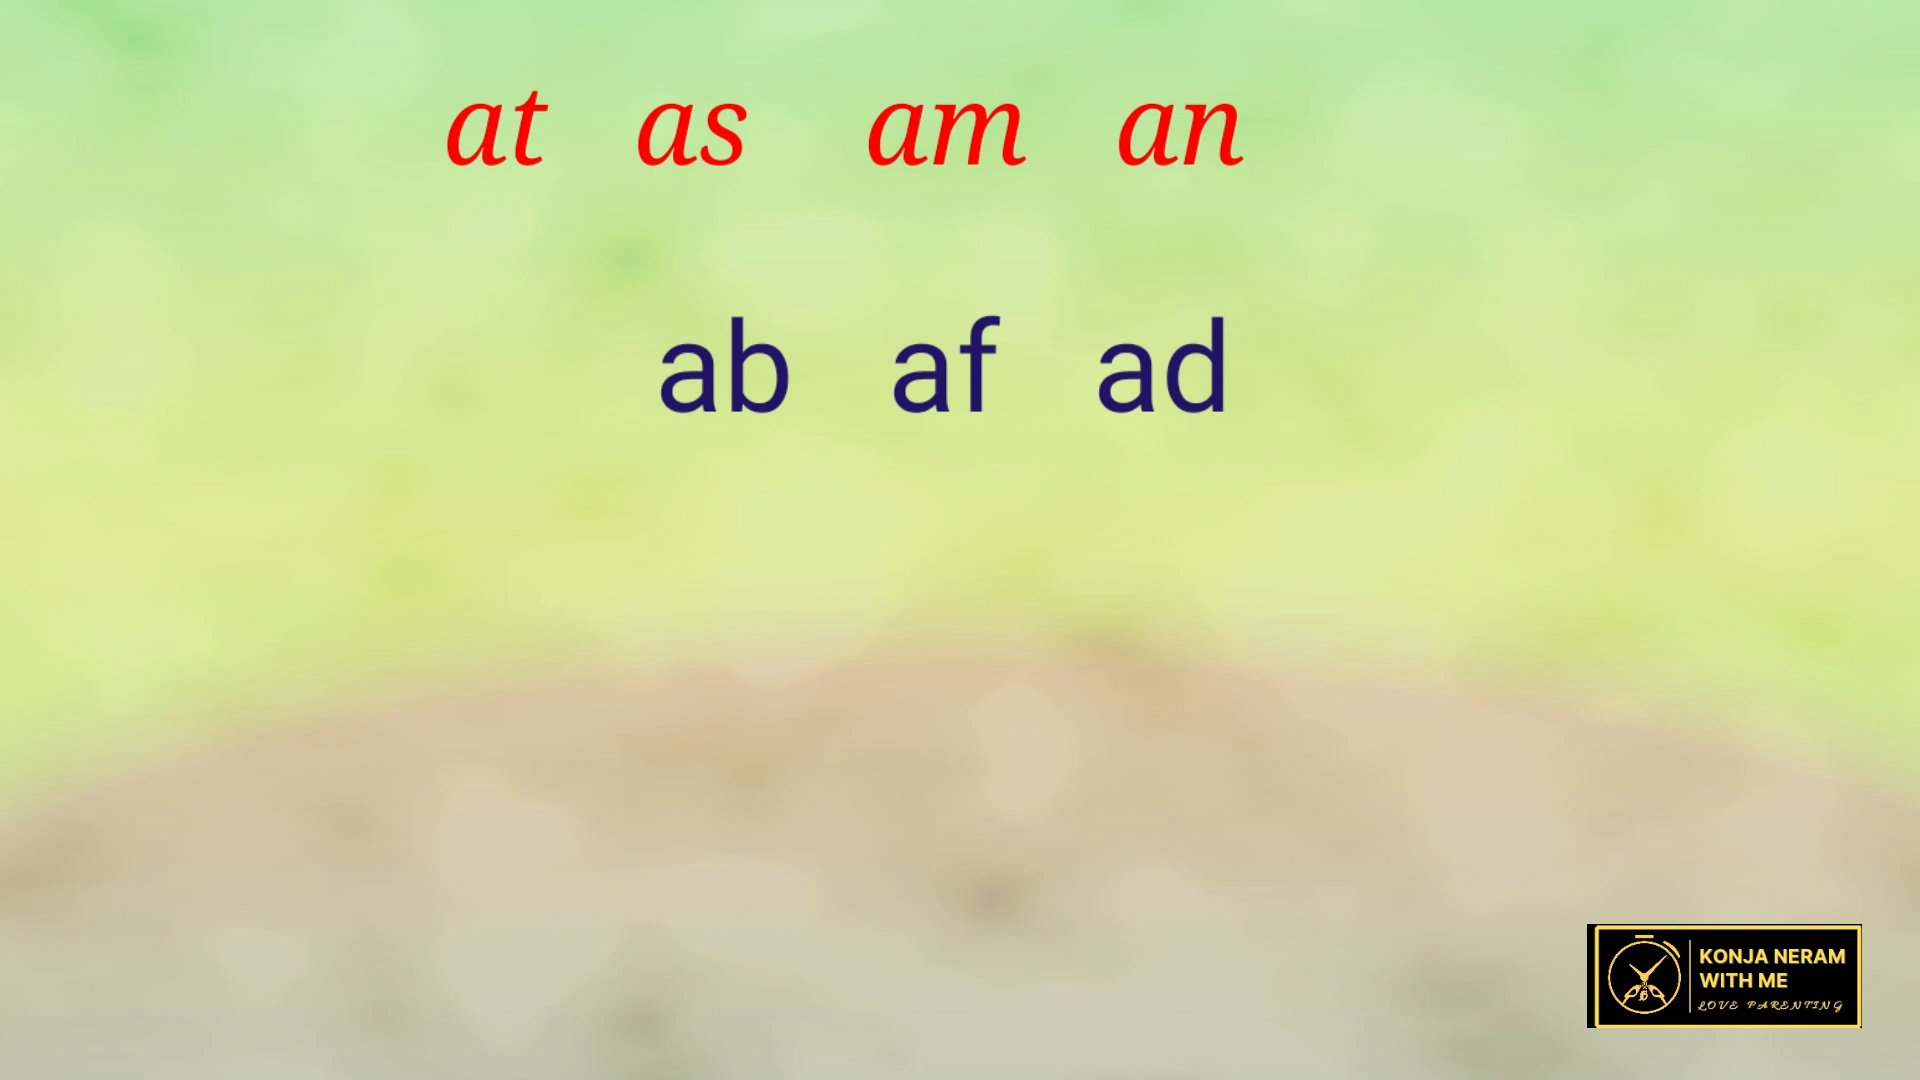 at as am an
ab af ad
KONJA NERAM
WITH ME
LOVE PARENTING